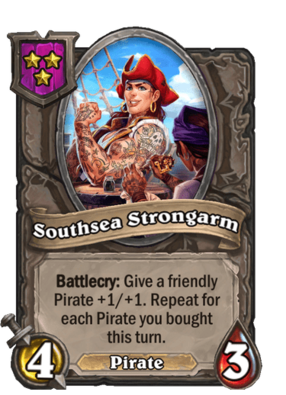 Southsea Strongarm
Battlecry: Give a friendly
Pirate +1/+1. Repeat for
each Pirate you bought
this turn.
4
Pirate
3